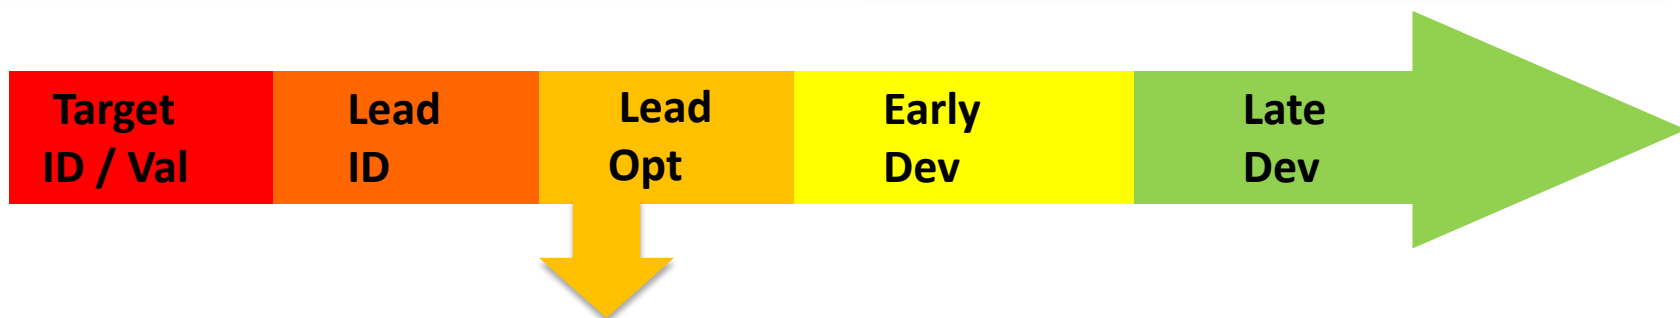 Target
ID / Val
Lead
ID
Lead
Opt
Early
Dev
Late
Dev